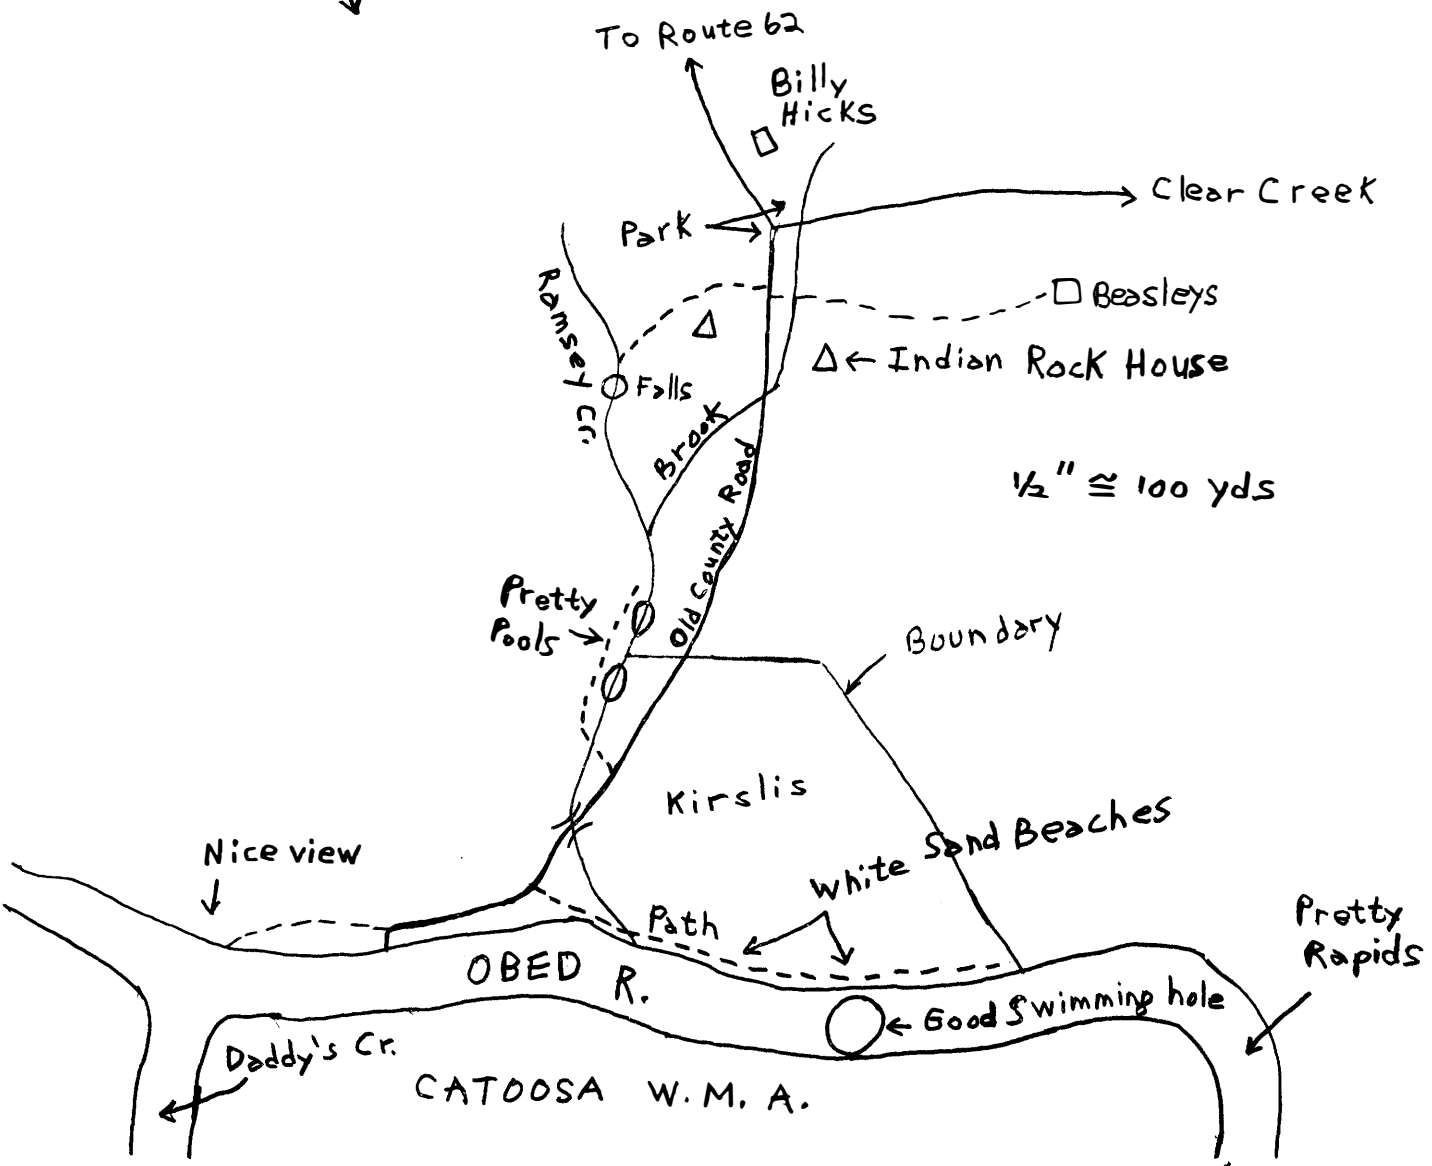 To Route 62
Billy
Hicks
Clear Creek
Park
Ramsey Cr.
Beasleys
Indian Rock House
Falls
Brook
Old County Road
1/2" ≅ 100 yds
Pretty
Pools
Boundary
Kirslis
White Sand Beaches
Nice view
Path
Pretty
Rapids
OBED R.
Good Swimming hole
Daddy's Cr.
CATOOSA W. M. A.